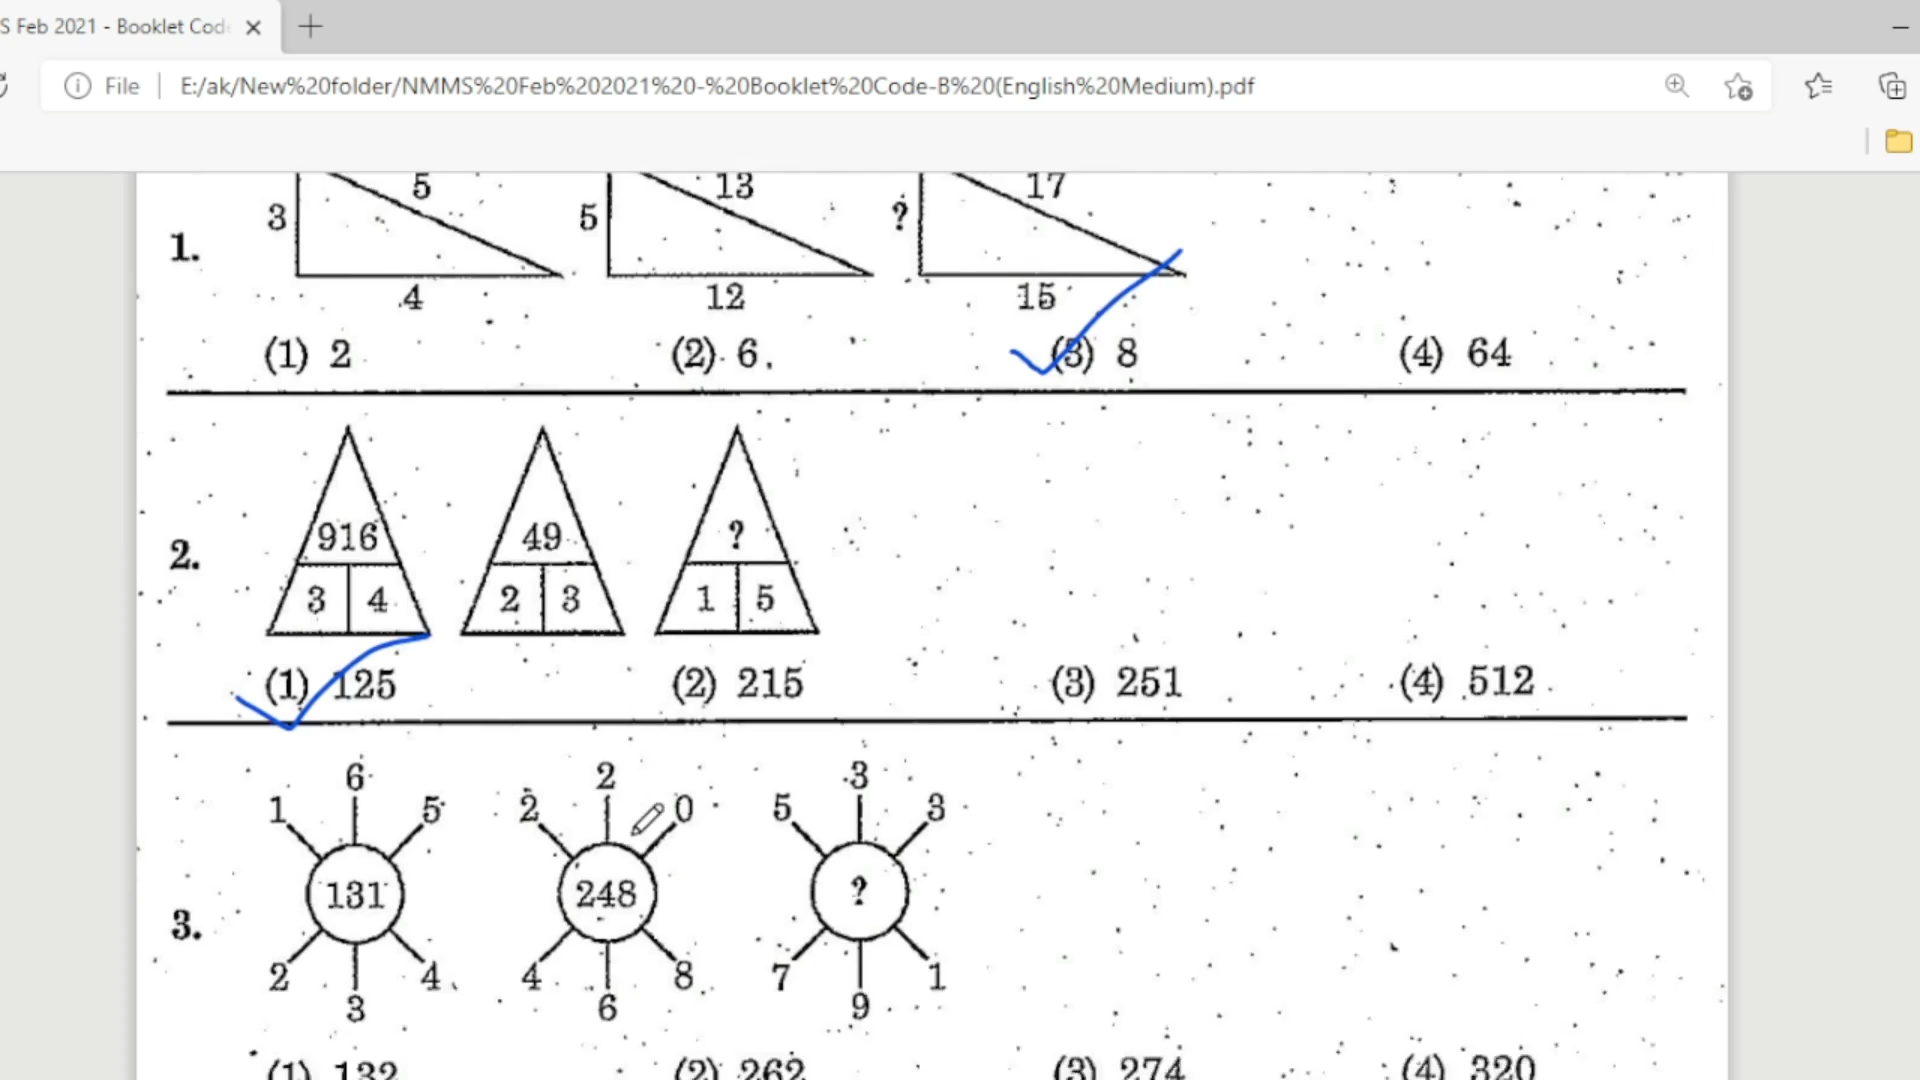 S Feb 2021 - Booklet Cod
File E:/ak/New%20folder/NMMS%20Feb%202021%20-%20Booklet%20Code-B%20(English%20Medium).pdf
1.
3 5 4
5 13 12
? 17 15
(1) 2 (2) 6 (3) 8 (4) 64
2.
916 49 ?
3 4 2 3 1 5
(1) 125 (2) 215 (3) 251 (4) 512
3.
6 2 3
1 5 2 0 5 3
131 248 ?
2 4 4 8 7 1
3 6 9
(1) 132 (2) 262 (3) 274 (4) 320